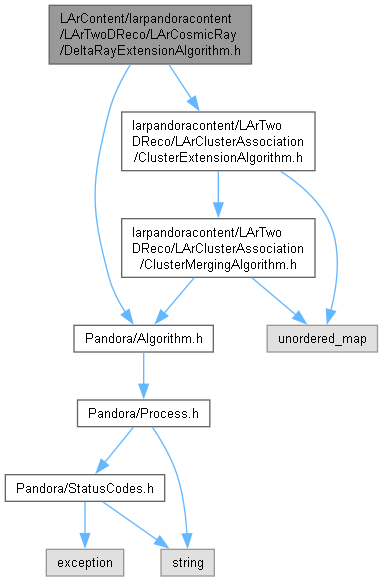 LArContent/larpandoracontent
/LArTwoDReco/LArCosmicRay
/DeltaRayExtensionAlgorithm.h
larpandoracontent/LArTwo
DReco/LArClusterAssociation
/ClusterExtensionAlgorithm.h
larpandoracontent/LArTwo
DReco/LArClusterAssociation
/ClusterMergingAlgorithm.h
Pandora/Algorithm.h
unordered_map
Pandora/Process.h
Pandora/StatusCodes.h
exception
string